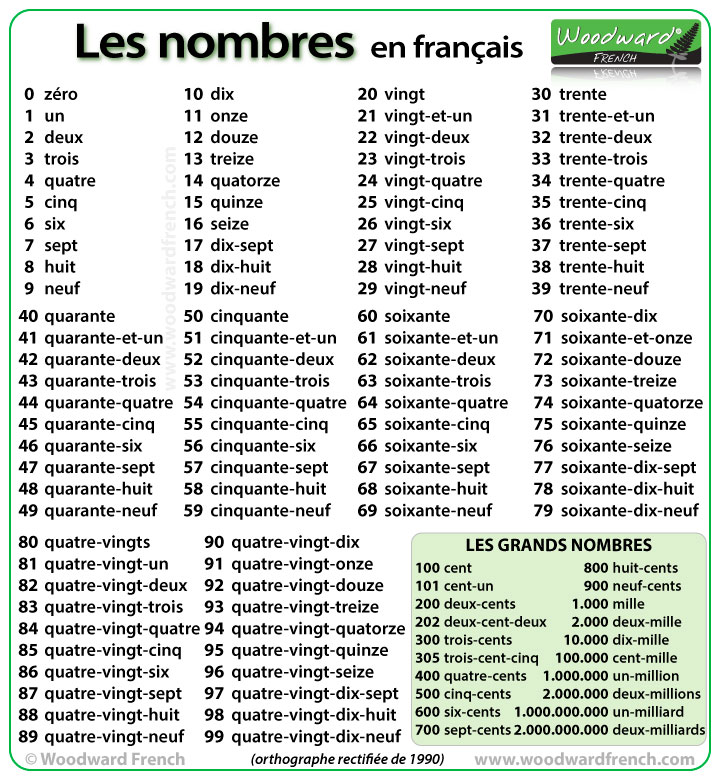 Les nombres en français
Woodward®
FRENCH
0 zéro
1 un
2 deux
3 trois
4 quatre
5 cinq
6 six
7 sept
8 huit
9 neuf
10 dix
11 onze
12 douze
13 treize
14 quatorze
15 quinze
16 seize
17 dix-sept
18 dix-huit
19 dix-neuf
20 vingt
21 vingt-et-un
22 vingt-deux
23 vingt-trois
24 vingt-quatre
25 vingt-cinq
26 vingt-six
27 vingt-sept
28 vingt-huit
29 vingt-neuf
30 trente
31 trente-et-un
32 trente-deux
33 trente-trois
34 trente-quatre
35 trente-cinq
36 trente-six
37 trente-sept
38 trente-huit
39 trente-neuf
www.woodwardfrench.com
40 quarante
41 quarante-et-un
42 quarante-deux
43 quarante-trois
44 quarante-quatre
45 quarante-cinq
46 quarante-six
47 quarante-sept
48 quarante-huit
49 quarante-neuf
50 cinquante
51 cinquante-et-un
52 cinquante-deux
53 cinquante-trois
54 cinquante-quatre
55 cinquante-cinq
56 cinquante-six
57 cinquante-sept
58 cinquante-huit
59 cinquante-neuf
60 soixante
61 soixante-et-un
62 soixante-deux
63 soixante-trois
64 soixante-quatre
65 soixante-cinq
66 soixante-six
67 soixante-sept
68 soixante-huit
69 soixante-neuf
70 soixante-dix
71 soixante-et-onze
72 soixante-douze
73 soixante-treize
74 soixante-quatorze
75 soixante-quinze
76 soixante-seize
77 soixante-dix-sept
78 soixante-dix-huit
79 soixante-dix-neuf
80 quatre-vingts
81 quatre-vingt-un
82 quatre-vingt-deux
83 quatre-vingt-trois
84 quatre-vingt-quatre
85 quatre-vingt-cinq
86 quatre-vingt-six
87 quatre-vingt-sept
88 quatre-vingt-huit
89 quatre-vingt-neuf
90 quatre-vingt-dix
91 quatre-vingt-onze
92 quatre-vingt-douze
93 quatre-vingt-treize
94 quatre-vingt-quatorze
95 quatre-vingt-quinze
96 quatre-vingt-seize
97 quatre-vingt-dix-sept
98 quatre-vingt-dix-huit
99 quatre-vingt-dix-neuf
LES GRANDS NOMBRES
100 cent
101 cent-un
200 deux-cents
202 deux-cent-deux
300 trois-cents
305 trois-cent-cinq
400 quatre-cents
500 cinq-cents
600 six-cents
700 sept-cents
800 huit-cents
900 neuf-cents
1.000 mille
2.000 deux-mille
10.000 dix-mille
100.000 cent-mille
1.000.000 un-million
2.000.000 deux-millions
1.000.000.000 un-milliard
2.000.000.000 deux-milliards
© Woodward French
(orthographe rectifiée de 1990)
www.woodwardfrench.com